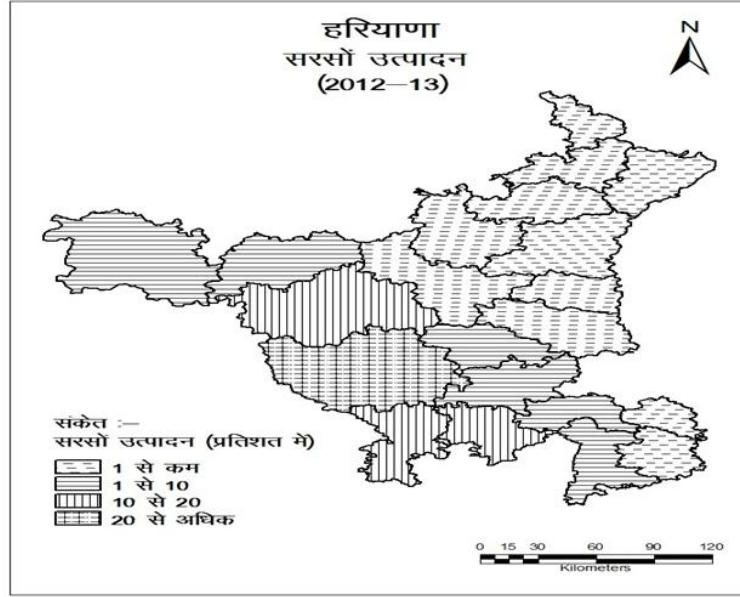 हरियाणा
सरसों उत्पादन
(2012–13)
N
संकेत :–
सरसों उत्पादन (प्रतिशत में)
1 से कम
1 से 10
10 से 20
20 से अधिक
0 15 30 60 90 120
Kilometers